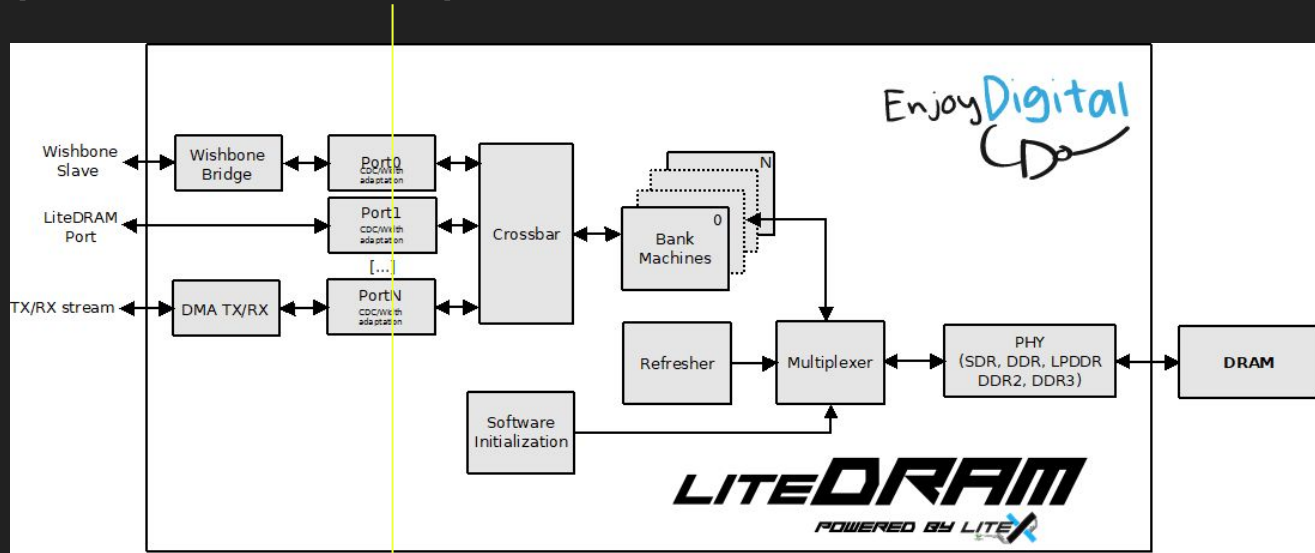 EnjoyDigital
Wishbone
Slave
Wishbone
Bridge
Port0
CDC/Width
adaptation
LiteDRAM
Port
Port1
CDC/Width
adaptation
[...]
TX/RX stream
DMA TX/RX
PortN
CDC/Width
adaptation
Crossbar
N
0
Bank
Machines
Refresher
Multiplexer
PHY
(SDR, DDR, LPDDR
DDR2, DDR3)
DRAM
Software
Initialization
LITEDRAM
POWERED BY LITEX